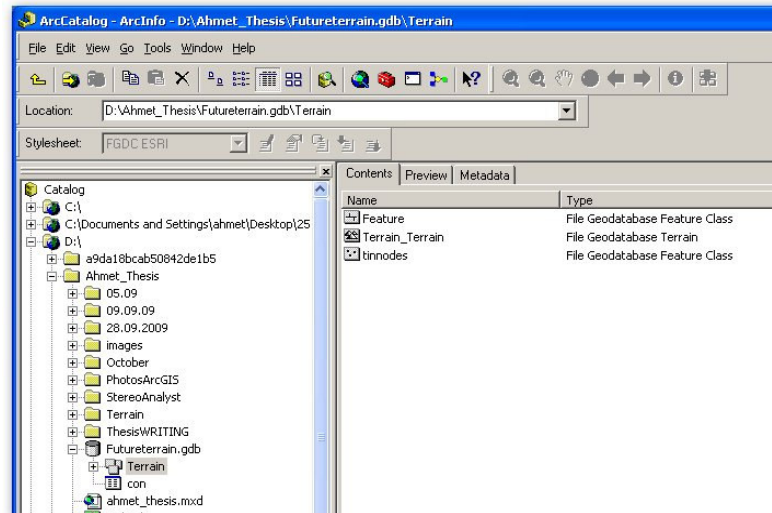 ArcCatalog - ArcInfo - D:\Ahmet_Thesis\Futureterrain.gdb\Terrain
File Edit View Go Tools Window Help
Location: D:\Ahmet_Thesis\Futureterrain.gdb\Terrain
Stylesheet: FGDC ESRI
Contents Preview Metadata
Catalog
C:\
C:\Documents and Settings\ahmet\Desktop\25
D:\
a9da18bcab50842de1b5
Ahmet_Thesis
05.09
09.09.09
28.09.2009
images
October
PhotosArcGIS
StereoAnalyst
Terrain
ThesisWRITING
Futureterrain.gdb
Terrain
con
ahmet_thesis.mxd
Name Type
Feature File Geodatabase Feature Class
Terrain_Terrain File Geodatabase Terrain
tinnodes File Geodatabase Feature Class